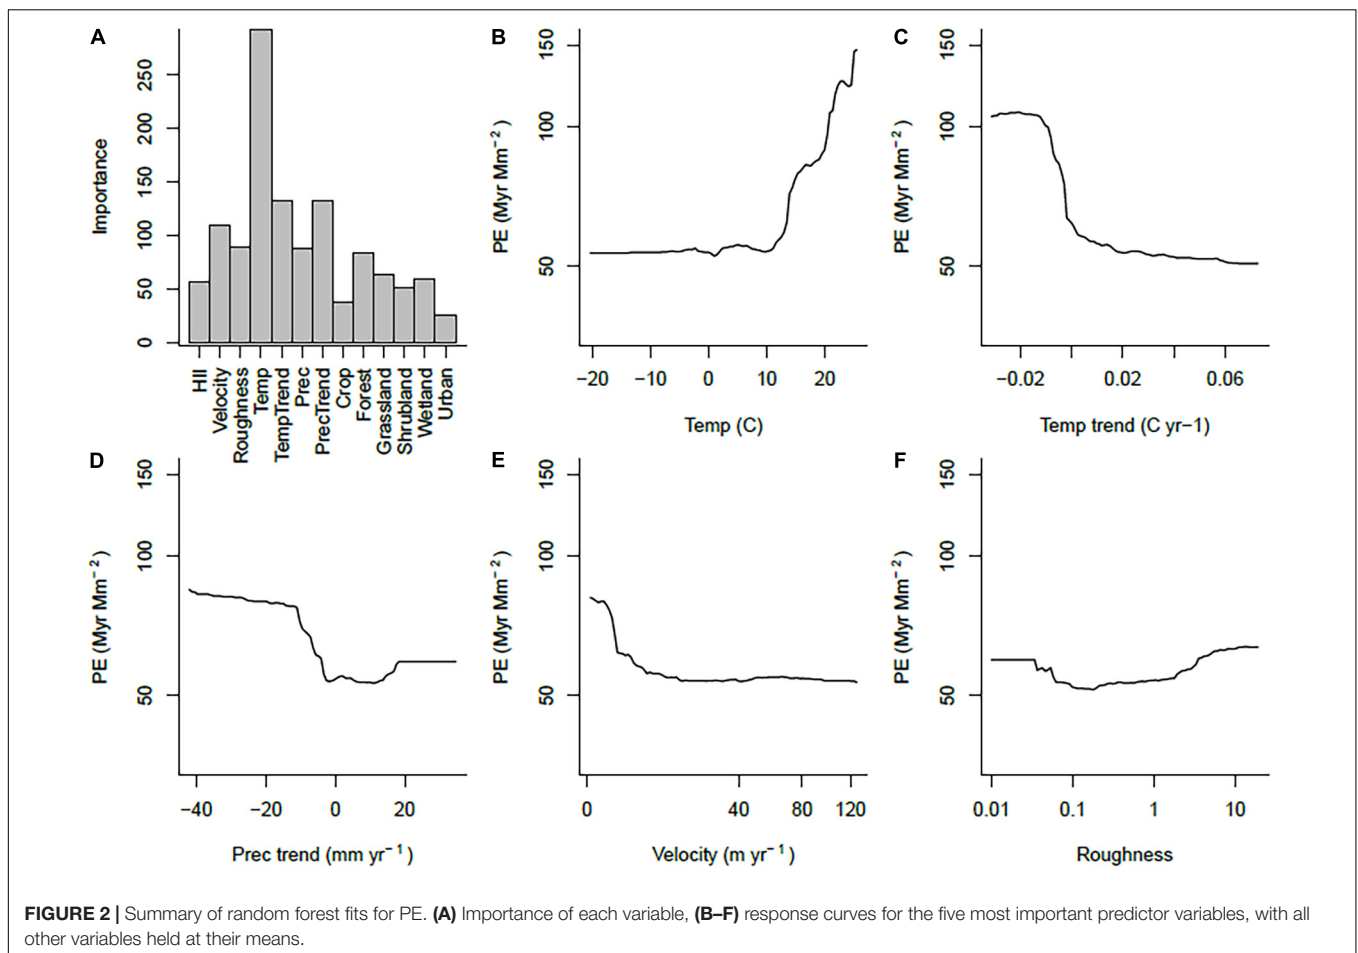 A
Importance
0
50
100
150
200
250
HII
Velocity
Roughness
Temp
TempTrend
Prec
PrecTrend
Crop
Forest
Grassland
Shrubland
Wetland
Urban
B
PE (Myr Mm⁻²)
50
100
150
−20 −10 0 10 20
Temp (C)
C
PE (Myr Mm⁻²)
50
100
150
−0.02 0.02 0.06
Temp trend (C yr−1)
D
PE (Myr Mm⁻²)
50
100
150
−40 −20 0 20
Prec trend (mm yr⁻¹)
E
PE (Myr Mm⁻²)
50
100
150
0 40 80 120
Velocity (m yr⁻¹)
F
PE (Myr Mm⁻²)
50
100
150
0.01 0.1 1 10
Roughness
FIGURE 2 | Summary of random forest fits for PE. (A) Importance of each variable, (B–F) response curves for the five most important predictor variables, with all
other variables held at their means.